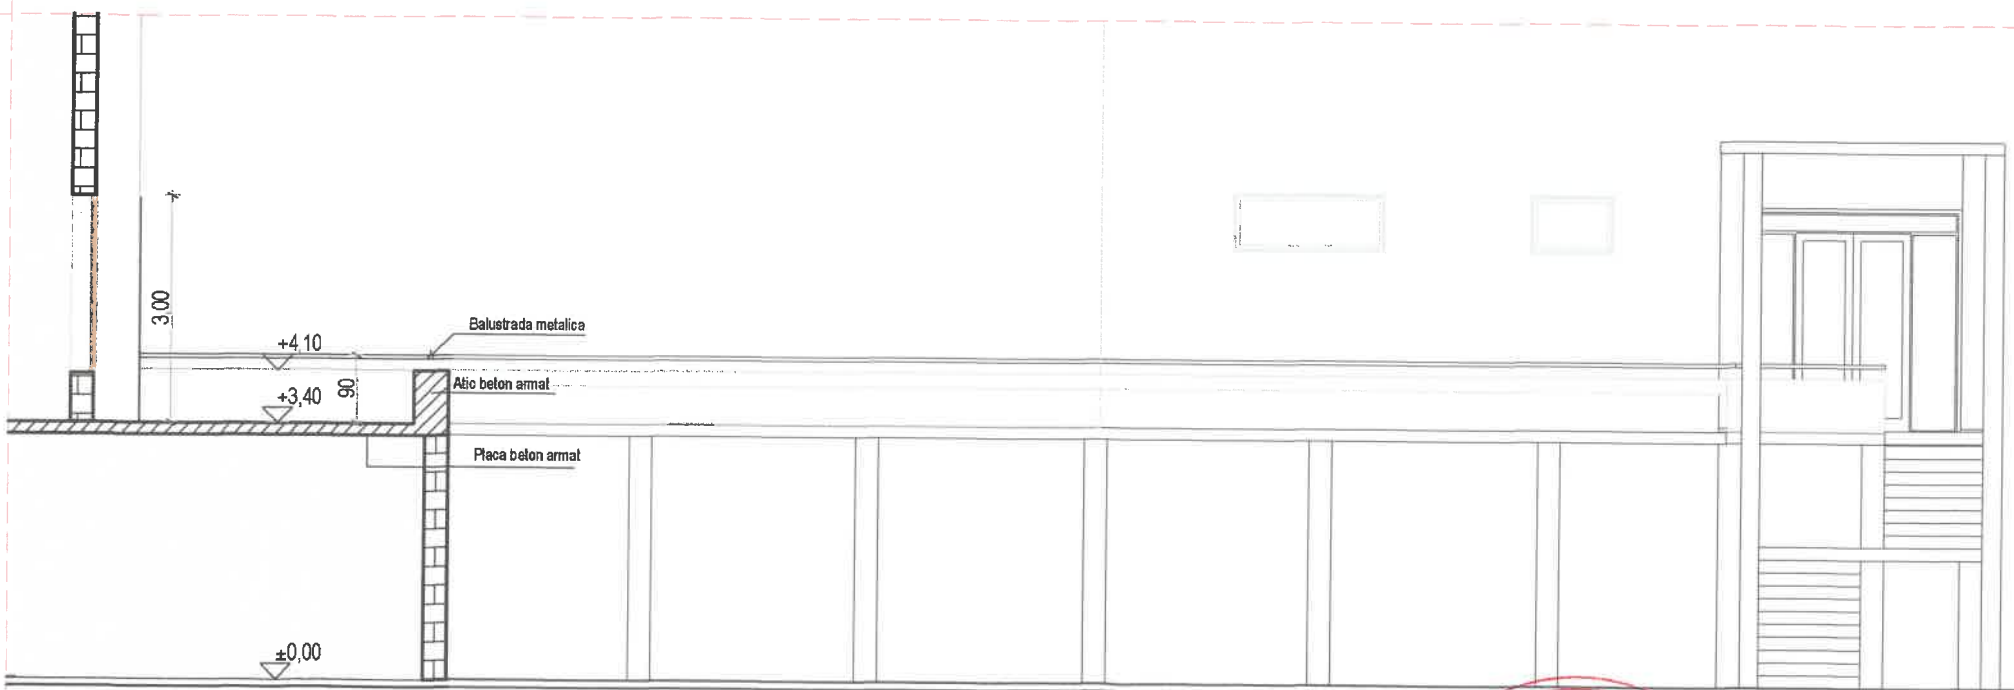 3,00
Balustrada metalica
+4,10
90
Atic beton armat
+3,40
Placa beton armat
±0,00